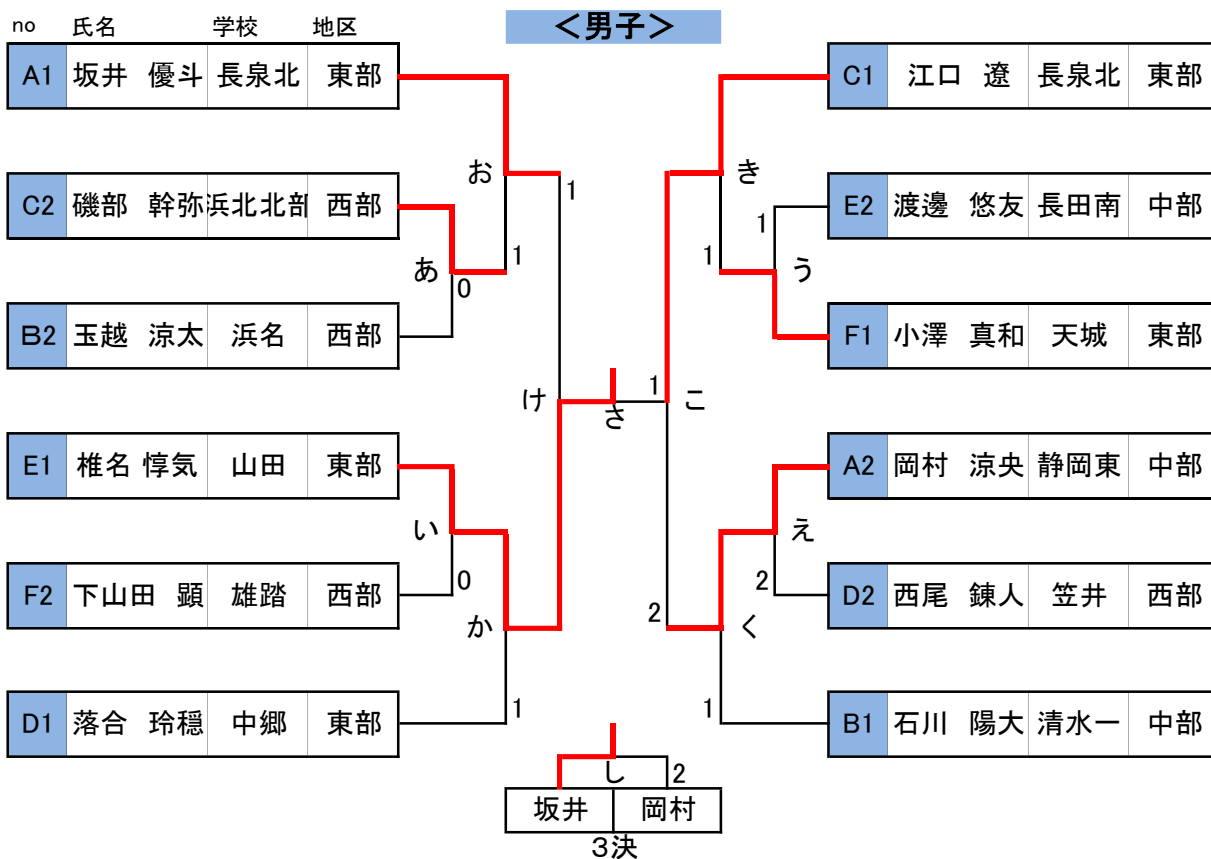 no 氏名 学校 地区
＜男子＞
A1 坂井 優斗 長泉北 東部
C1 江口 遼 長泉北 東部
お
1
き
C2 磯部 幹弥 浜北北部 西部
E2 渡邊 悠友 長田南 中部
あ
0
1
1
1
う
B2 玉越 涼太 浜名 西部
F1 小澤 真和 天城 東部
け
さ
1
こ
E1 椎名 惇気 山田 東部
A2 岡村 涼央 静岡東 中部
い
0
え
2
F2 下山田 顕 雄踏 西部
D2 西尾 錬人 笠井 西部
か
2
く
D1 落合 玲穏 中郷 東部
1
1
B1 石川 陽大 清水一 中部
し
2
坂井 岡村
３決